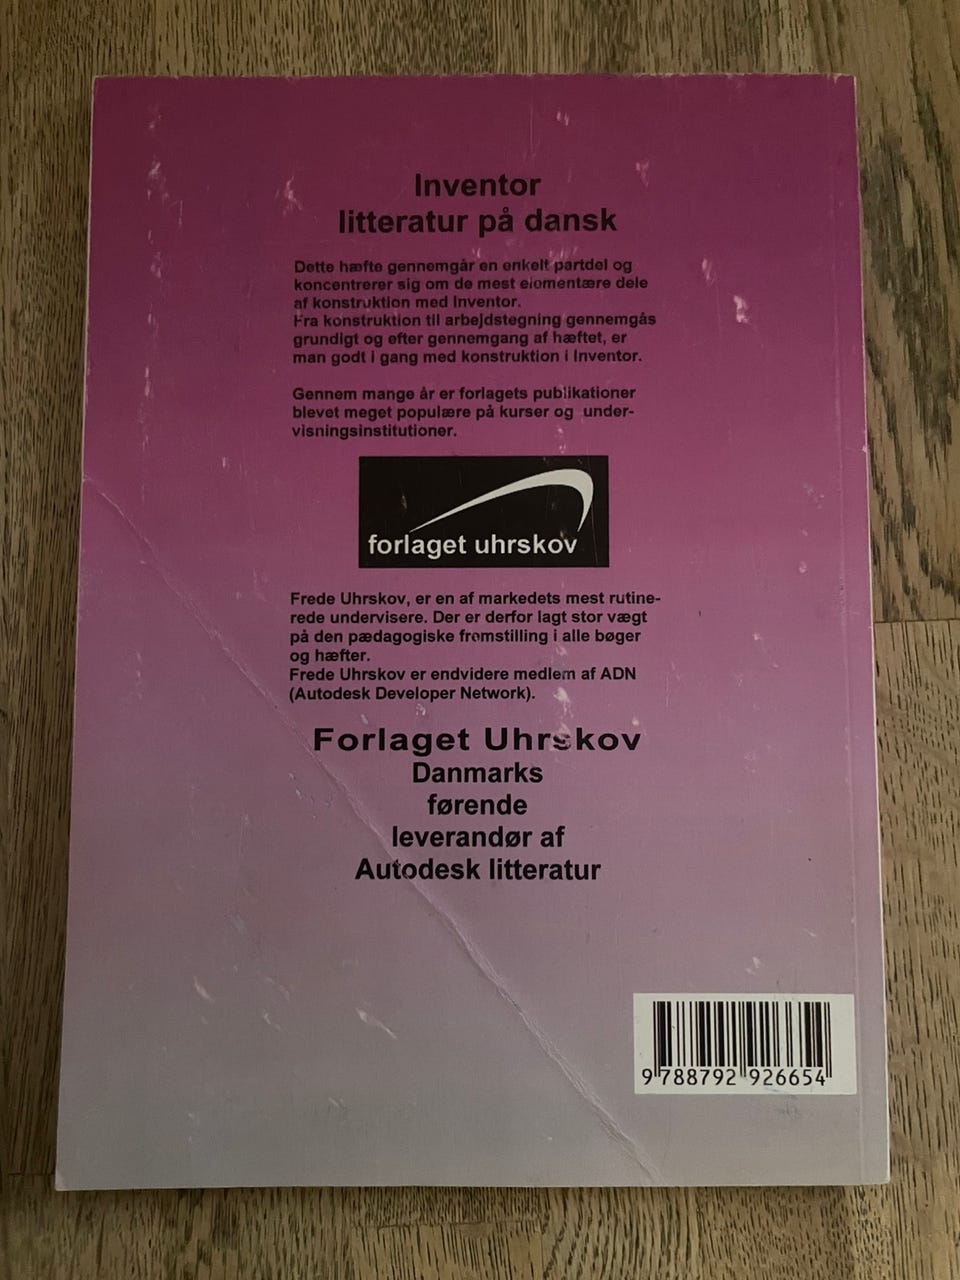 Inventor
litteratur på dansk
Dette hæfte gennemgår en enkelt partdel og
koncentrerer sig om de mest elementære dele
af konstruktion med Inventor.
Fra konstruktion til arbejdstegning gennemgås
grundigt og efter gennemgang af hæftet, er
man godt i gang med konstruktion i Inventor.
Gennem mange år er forlagets publikationer
blevet meget populære på kurser og under-
visningsinstitutioner.
forlaget uhrskov
Frede Uhrskov, er en af markedets mest rutine-
rede undervisere. Der er derfor lagt stor vægt
på den pædagogiske fremstilling i alle bøger
og hæfter.
Frede Uhrskov er endvidere medlem af ADN
(Autodesk Developer Network).
Forlaget Uhrskov
Danmarks
førende
leverandør af
Autodesk litteratur
9 788792 926654